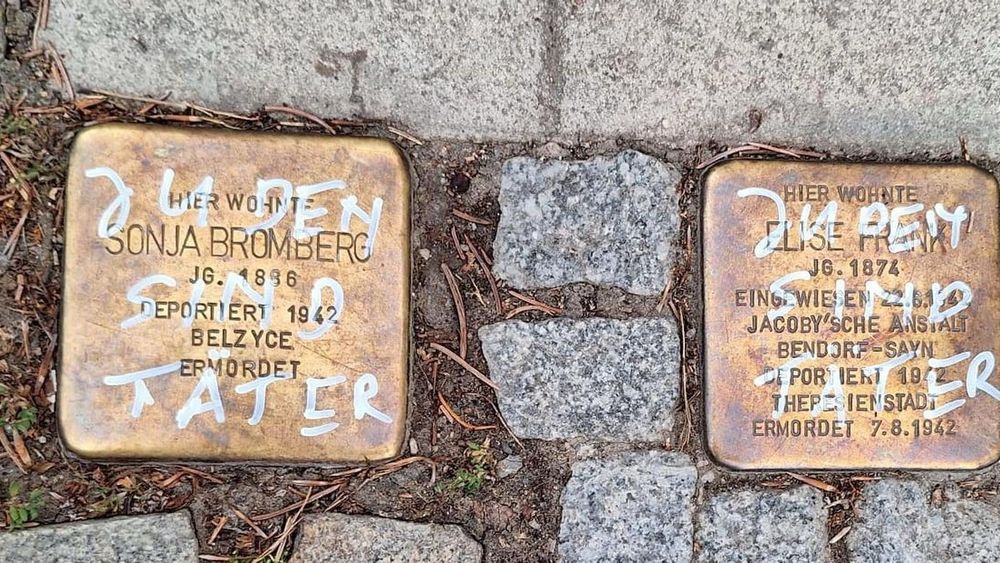 HIER WOHNTE
SONJA BROMBERG
JG. 1886
DEPORTIERT 1942
BELZYCE
ERMORDET
JUDEN
SIND
TÄTER
HIER WOHNTE
ELISE FRANK
JG. 1874
EINGEWIESEN
JACOBY'SCHE ANSTALT
BENDORF-SAYN
DEPORTIERT 1942
THERESIENSTADT
ERMORDET 7.8.1942
JUDEN
SIND
TÄTER